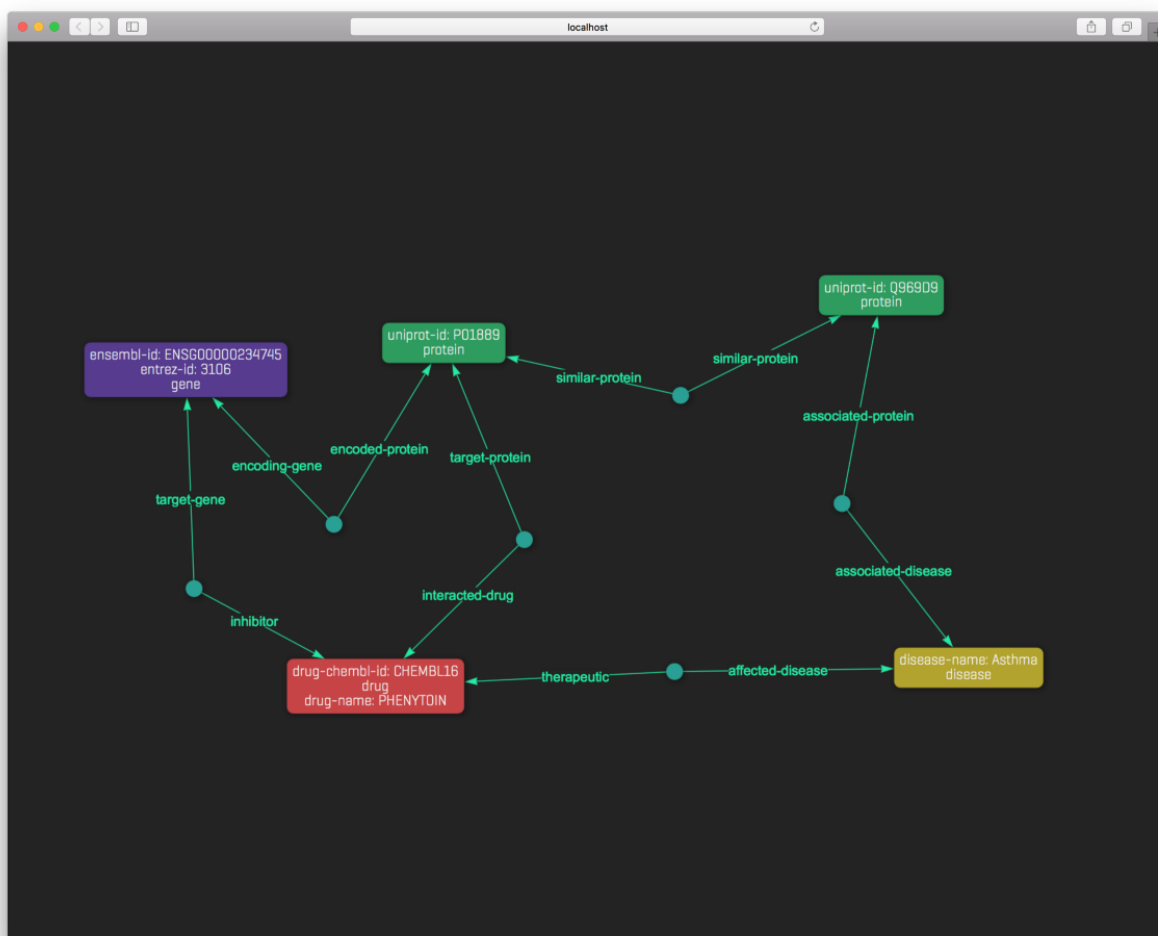 localhost
uniprot-id: Q969D9
protein
uniprot-id: P01889
protein
ensembl-id: ENSG00000234745
entrez-id: 3106
gene
similar-protein
similar-protein
associated-protein
encoded-protein
target-protein
encoding-gene
target-gene
associated-disease
interacted-drug
inhibitor
drug-chembl-id: CHEMBL16
drug
drug-name: PHENYTOIN
therapeutic
affected-disease
disease-name: Asthma
disease